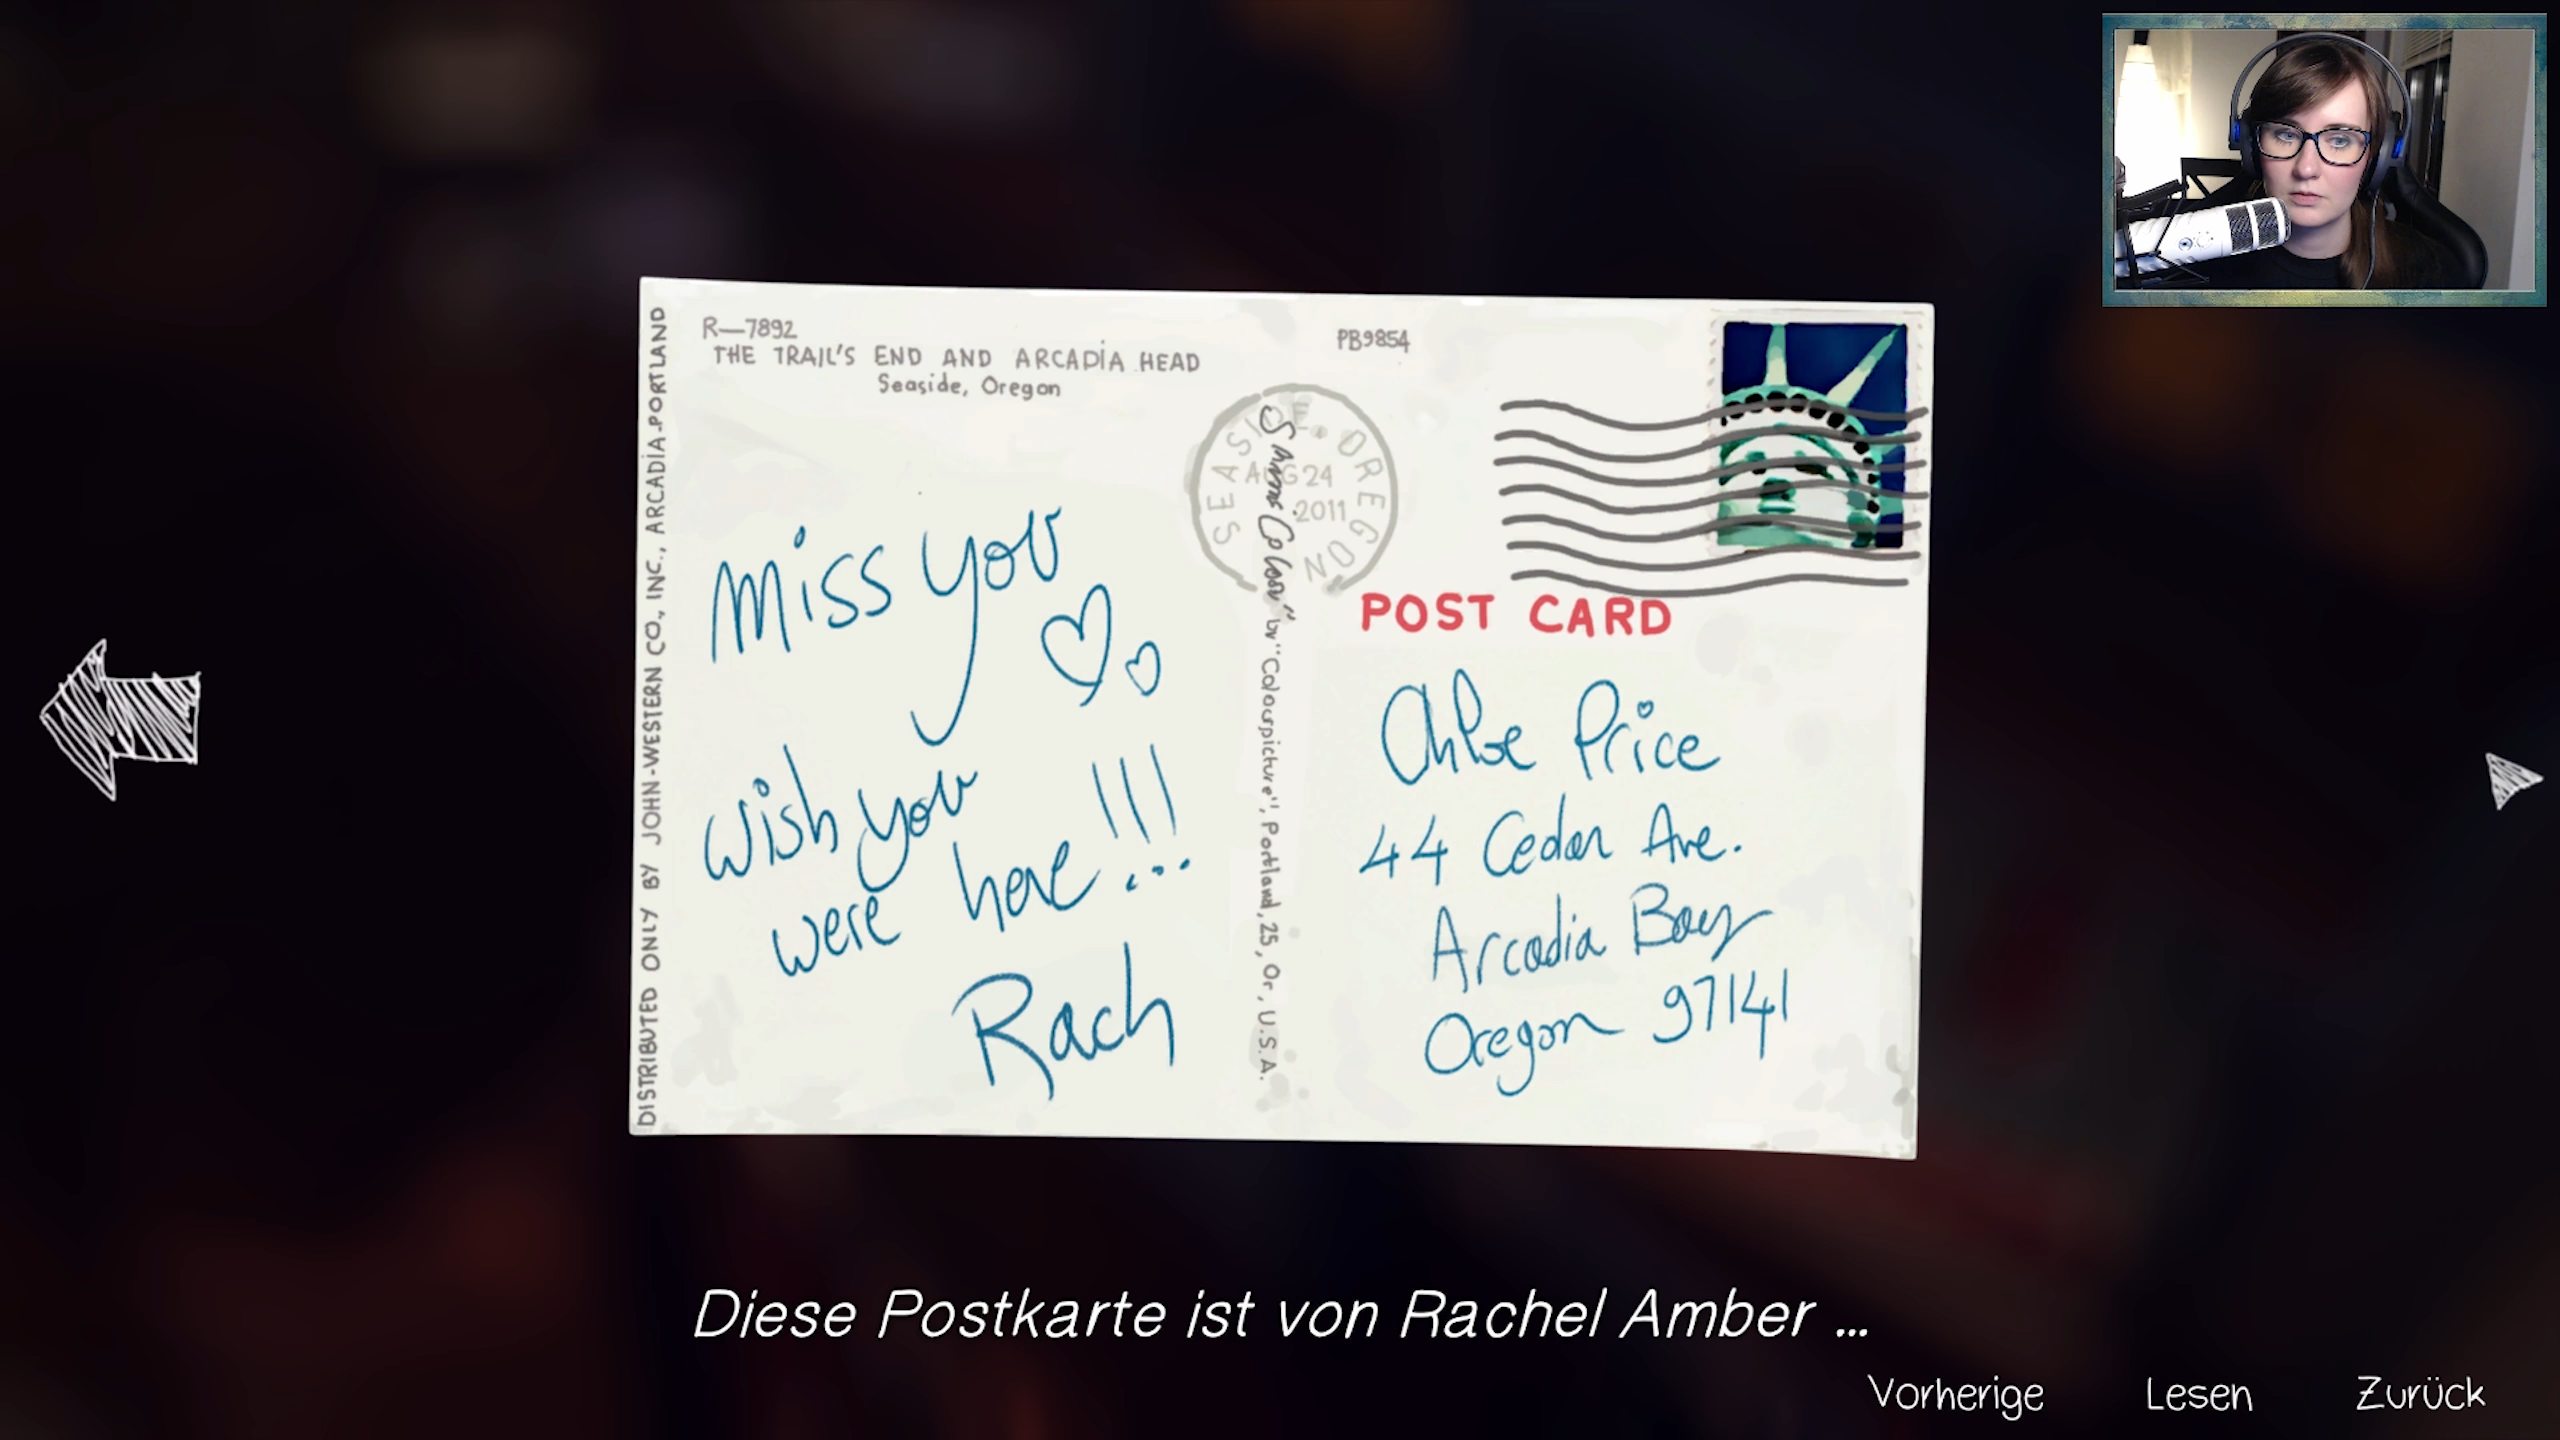 DISTRIBUTED ONLY BY JOHN-WESTERN CO., INC., ARCADIA.PORTLAND
R—7892
THE TRAIL'S END AND ARCADIA HEAD
Seaside, Oregon
PB9854
SEASIDE. OREGON
AUG 24
2011
by "Colourpicture", Portland, 25, Or, U.S.A.
POST CARD
Miss you
Wish you
were here!!!
Rach
Chloe Price
44 Cedar Ave.
Arcadia Bay
Oregon 97141
Diese Postkarte ist von Rachel Amber ...
Vorherige Lesen Zurück